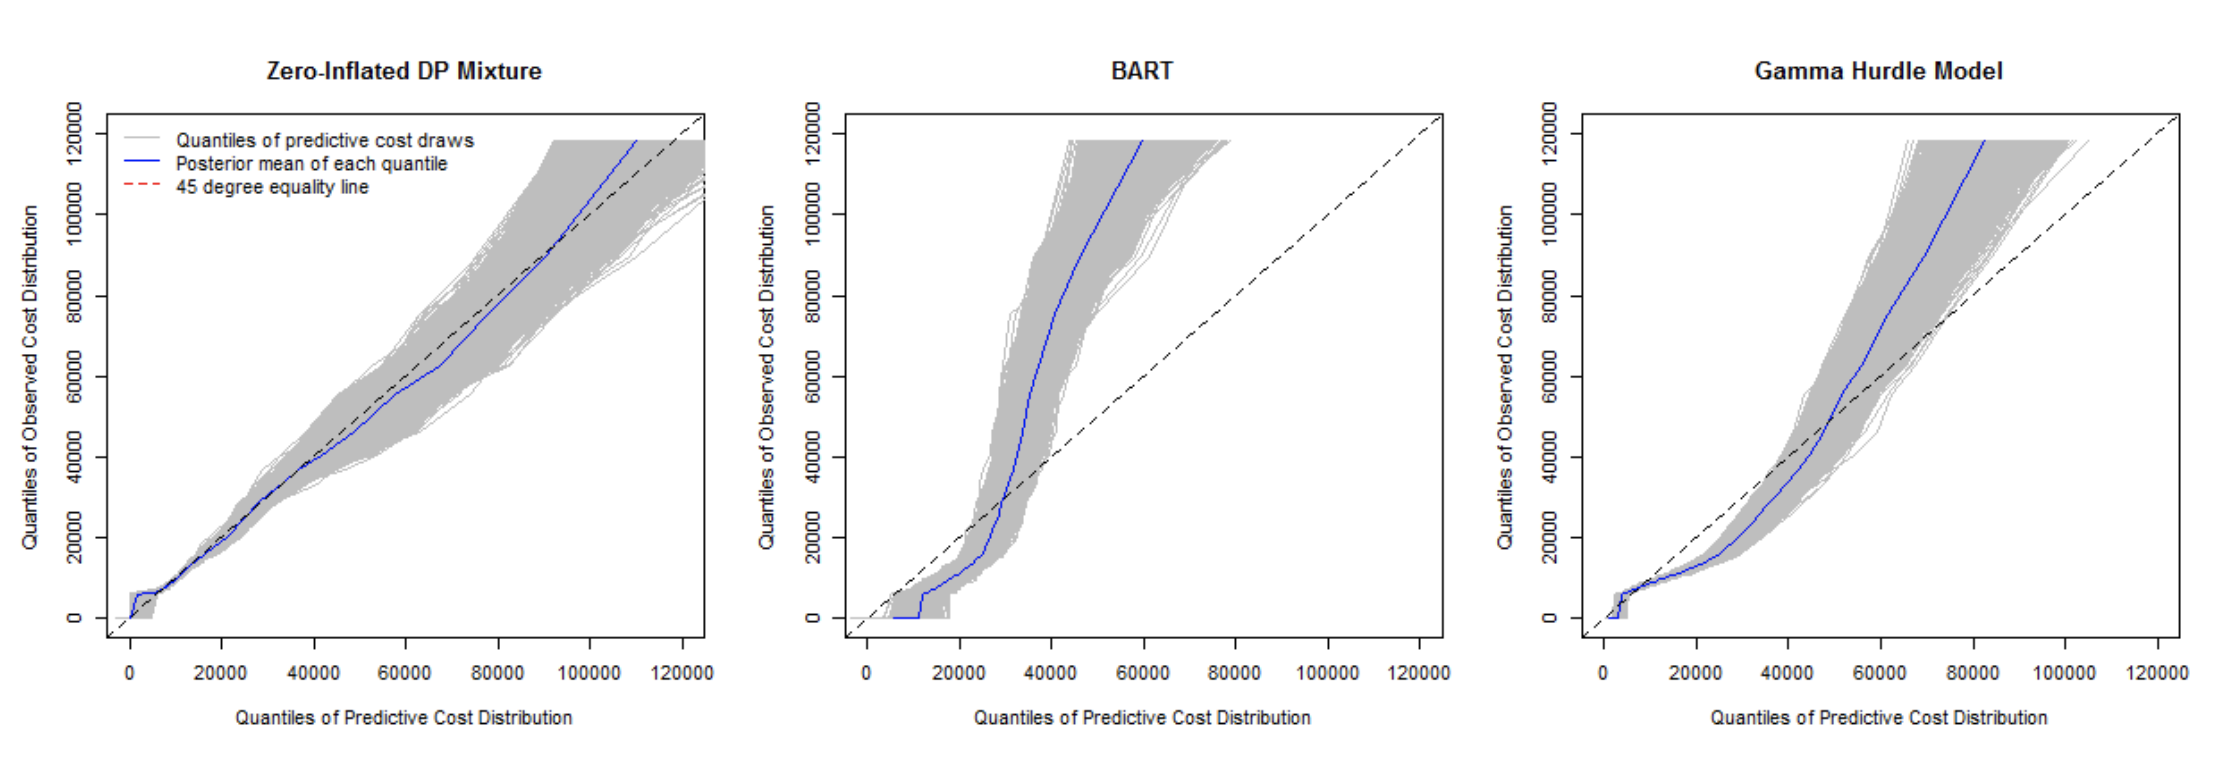 Zero-Inflated DP Mixture
Quantiles of Observed Cost Distribution
120000
100000
80000
60000
40000
20000
0
Quantiles of predictive cost draws
Posterior mean of each quantile
45 degree equality line
0 20000 40000 60000 80000 100000 120000
Quantiles of Predictive Cost Distribution
BART
Quantiles of Observed Cost Distribution
120000
100000
80000
60000
40000
20000
0
0 20000 40000 60000 80000 100000 120000
Quantiles of Predictive Cost Distribution
Gamma Hurdle Model
Quantiles of Observed Cost Distribution
120000
100000
80000
60000
40000
20000
0
0 20000 40000 60000 80000 100000 120000
Quantiles of Predictive Cost Distribution